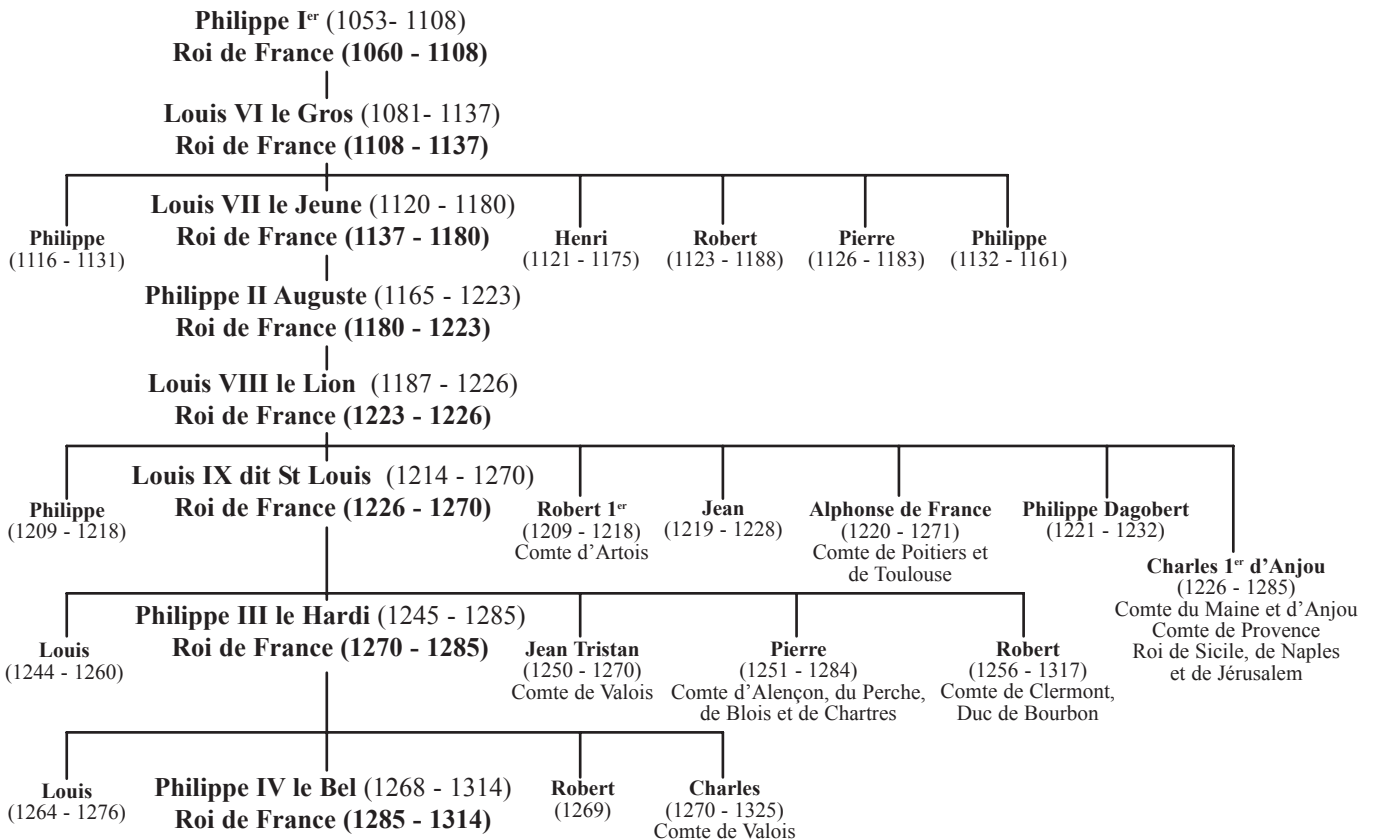 Philippe Ier (1053- 1108)
Roi de France (1060 - 1108)
Louis VI le Gros (1081- 1137)
Roi de France (1108 - 1137)
Louis VII le Jeune (1120 - 1180)
Roi de France (1137 - 1180)
Philippe
(1116 - 1131)
Henri
(1121 - 1175)
Robert
(1123 - 1188)
Pierre
(1126 - 1183)
Philippe
(1132 - 1161)
Philippe II Auguste (1165 - 1223)
Roi de France (1180 - 1223)
Louis VIII le Lion (1187 - 1226)
Roi de France (1223 - 1226)
Louis IX dit St Louis (1214 - 1270)
Roi de France (1226 - 1270)
Philippe
(1209 - 1218)
Robert 1er
(1209 - 1218)
Comte d'Artois
Jean
(1219 - 1228)
Alphonse de France
(1220 - 1271)
Comte de Poitiers et
de Toulouse
Philippe Dagobert
(1221 - 1232)
Charles 1er d'Anjou
(1226 - 1285)
Comte du Maine et d'Anjou
Comte de Provence
Roi de Sicile, de Naples
et de Jérusalem
Philippe III le Hardi (1245 - 1285)
Roi de France (1270 - 1285)
Louis
(1244 - 1260)
Jean Tristan
(1250 - 1270)
Comte de Valois
Pierre
(1251 - 1284)
Comte d'Alençon, du Perche,
de Blois et de Chartres
Robert
(1256 - 1317)
Comte de Clermont,
Duc de Bourbon
Louis
(1264 - 1276)
Philippe IV le Bel (1268 - 1314)
Roi de France (1285 - 1314)
Robert
(1269)
Charles
(1270 - 1325)
Comte de Valois